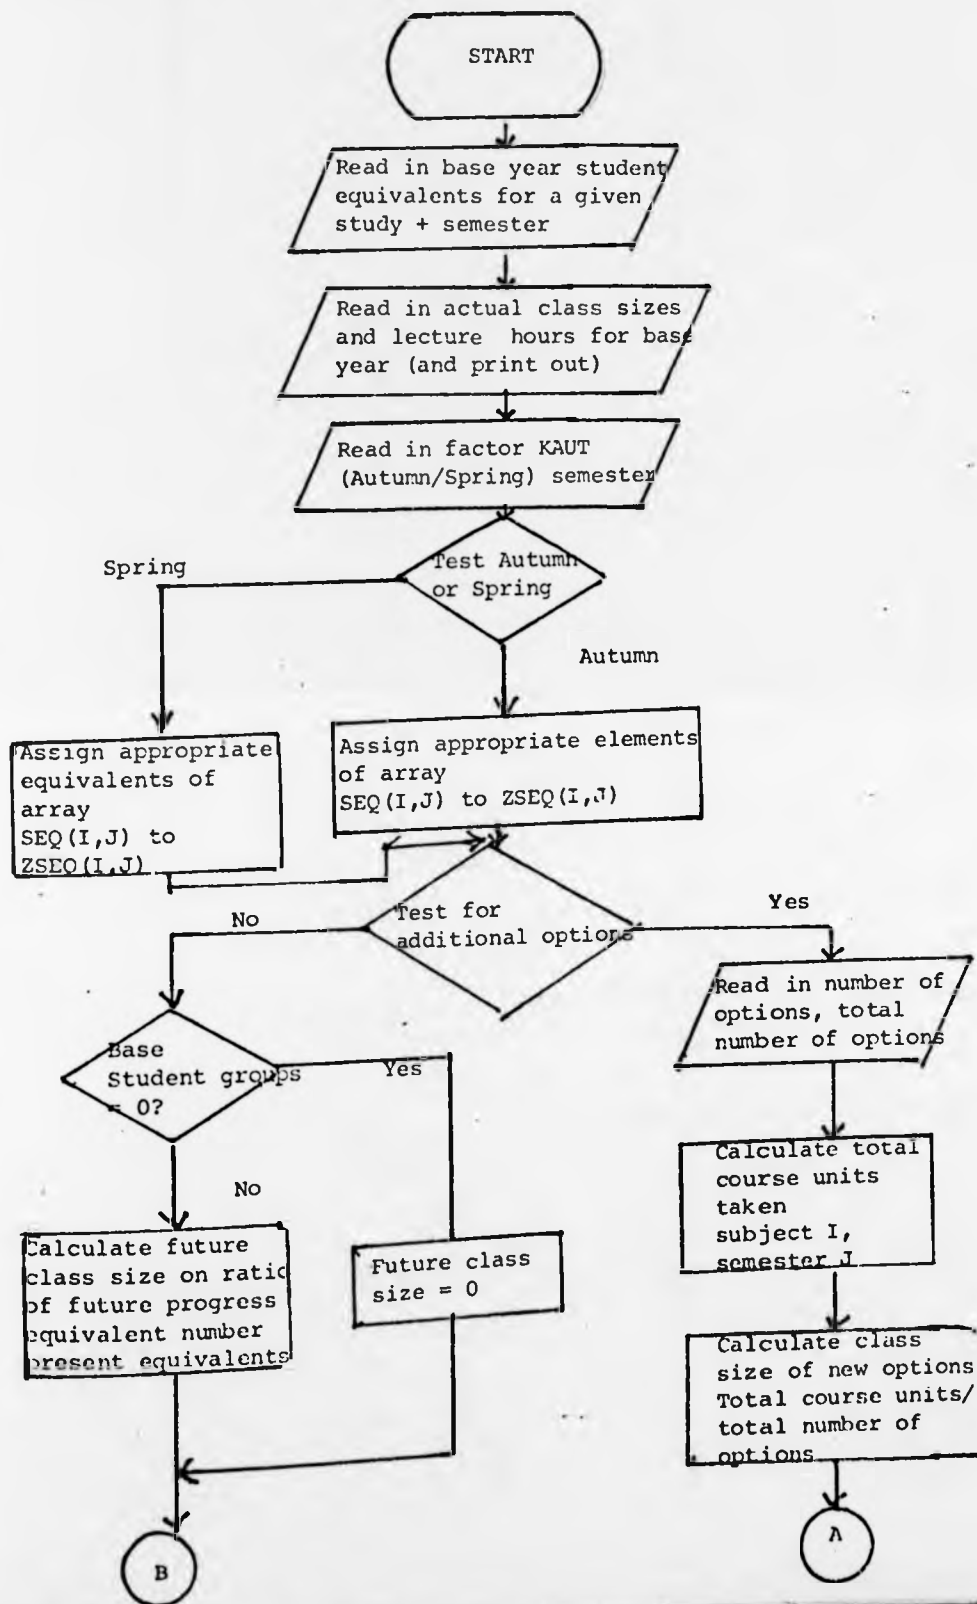 START
Read in base year student
equivalents for a given
study + semester
Read in actual class sizes
and lecture hours for base
year (and print out)
Read in factor KAUT
(Autumn/Spring) semester
Test Autumn
or Spring
Spring
Autumn
Assign appropriate
equivalents of
array
SEQ(I,J) to
ZSEQ(I,J)
Assign appropriate elements
of array
SEQ(I,J) to ZSEQ(I,J)
Test for
additional options
No
Yes
Base
Student groups
= 0?
Yes
No
Read in number of
options, total
number of options
Calculate total
course units
taken
subject I,
semester J
Calculate future
class size on ratio
of future progress
equivalent number
present equivalents
Future class
size = 0
Calculate class
size of new options
Total course units/
total number of
options
B
A